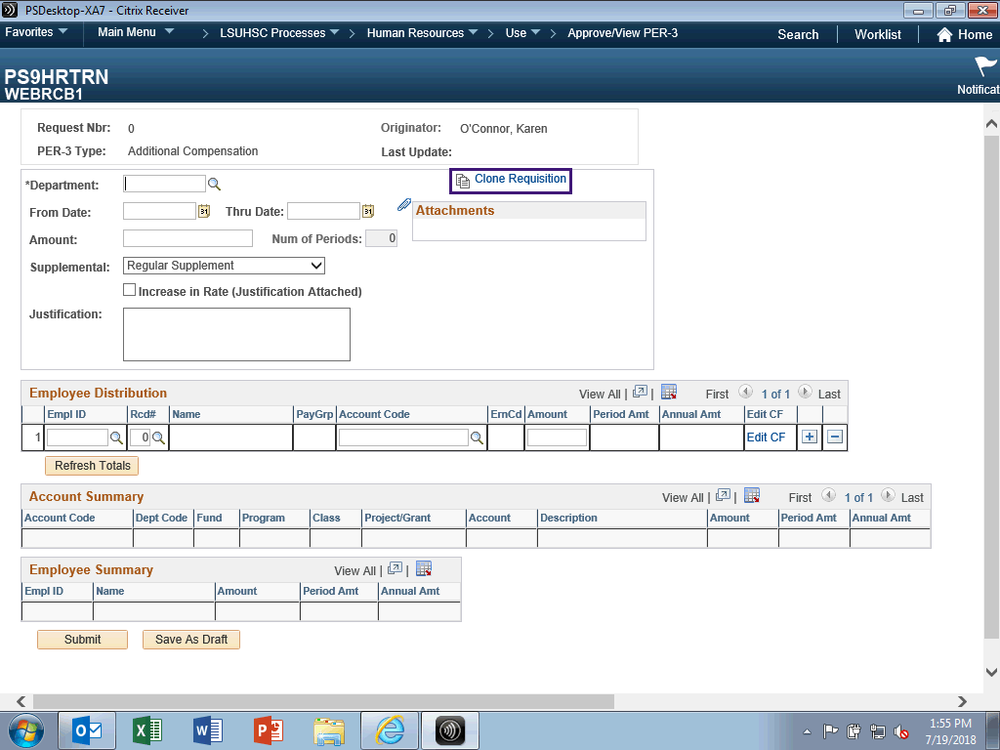 PSDesktop-XA7 - Citrix Receiver
Favorites Main Menu > LSUHSC Processes > Human Resources > Use > Approve/View PER-3 Search Worklist Home
PS9HRTRN
WEBRCB1
Notificat
Request Nbr: 0 Originator: O'Connor, Karen
PER-3 Type: Additional Compensation Last Update:
*Department: Clone Requisition
From Date: 31 Thru Date: 31 Attachments
Amount: Num of Periods: 0
Supplemental: Regular Supplement
Increase in Rate (Justification Attached)
Justification:
Employee Distribution View All | | First 1 of 1 Last
Empl ID Rcd# Name PayGrp Account Code ErnCd Amount Period Amt Annual Amt Edit CF
1 0 Edit CF + −
Refresh Totals
Account Summary View All | | First 1 of 1 Last
Account Code Dept Code Fund Program Class Project/Grant Account Description Amount Period Amt Annual Amt
Employee Summary View All | |
Empl ID Name Amount Period Amt Annual Amt
Submit Save As Draft
1:55 PM
7/19/2018